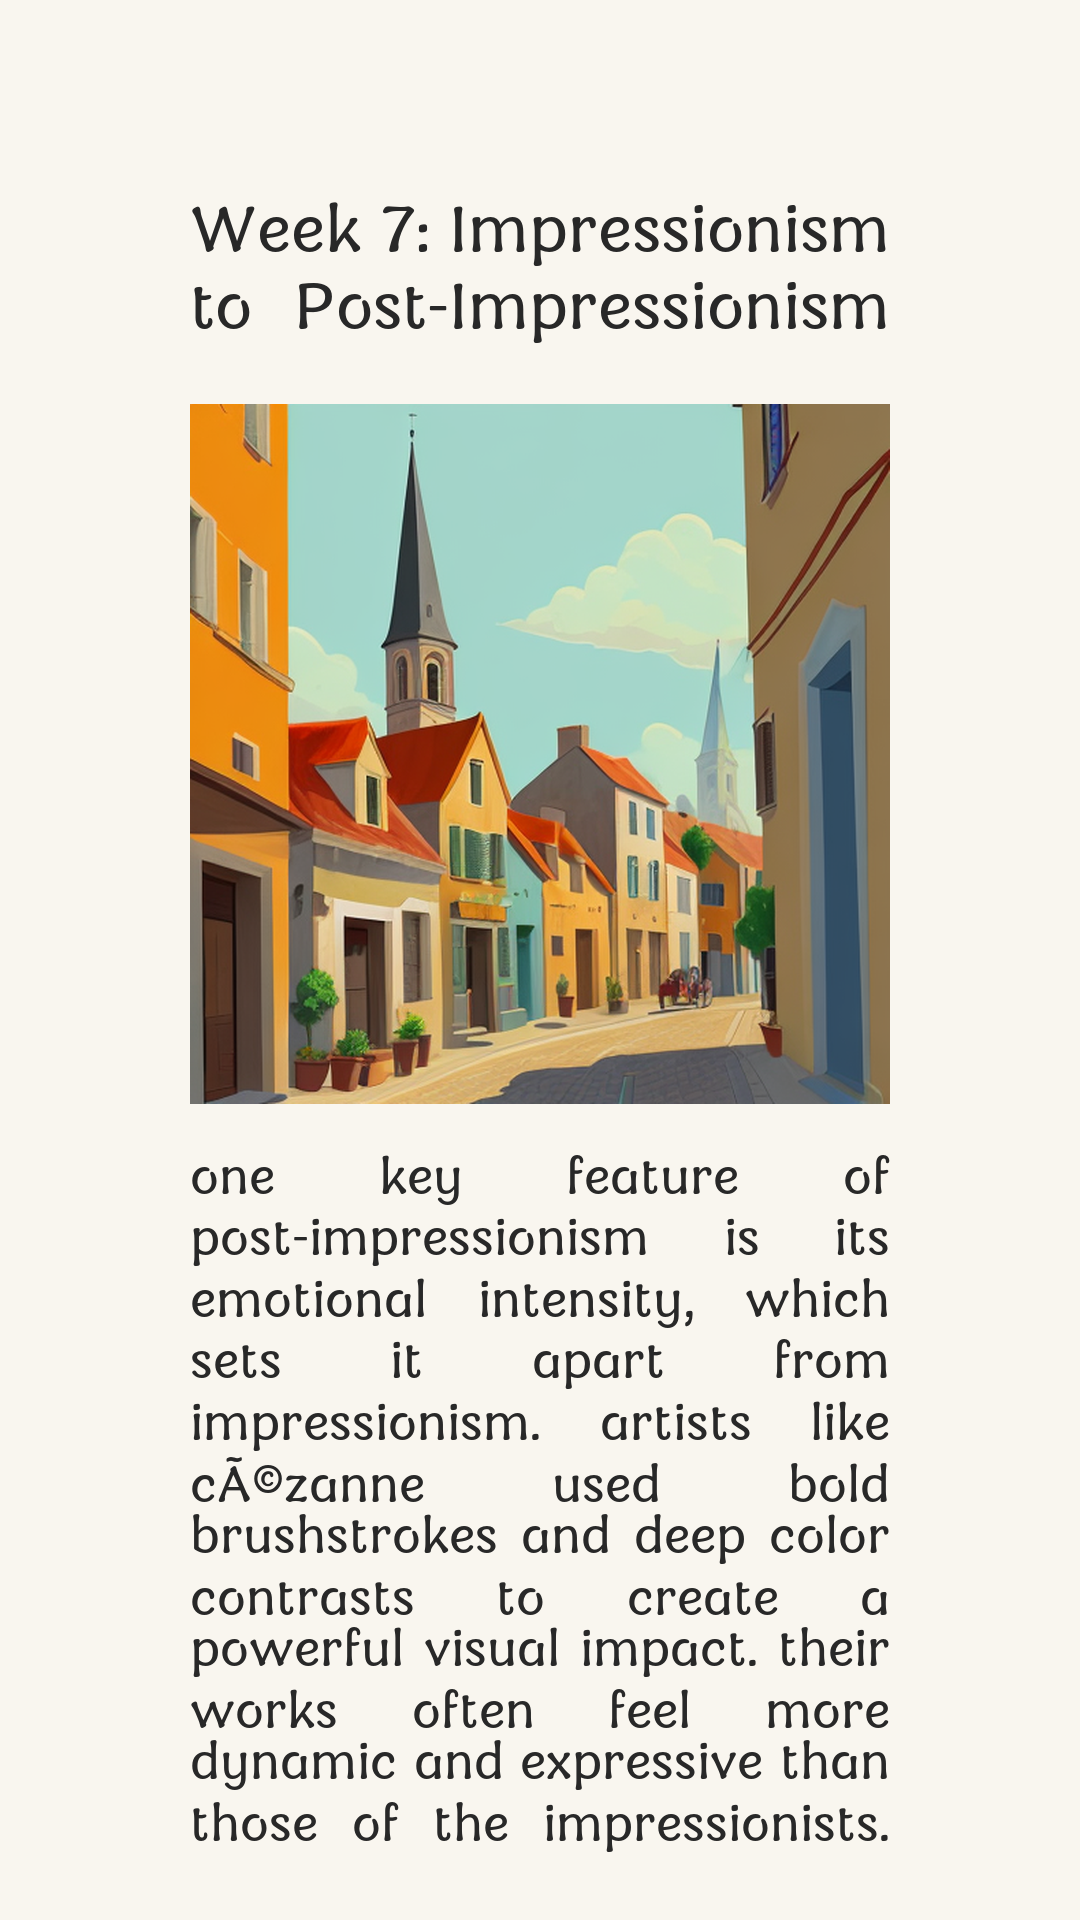 Week 7: Impressionism
to Post-Impressionism
one key feature of
post-impressionism is its
emotional intensity, which
sets it apart from
impressionism. artists like
cÃ©zanne used bold
brushstrokes and deep color
contrasts to create a
powerful visual impact. their
works often feel more
dynamic and expressive than
those of the impressionists.